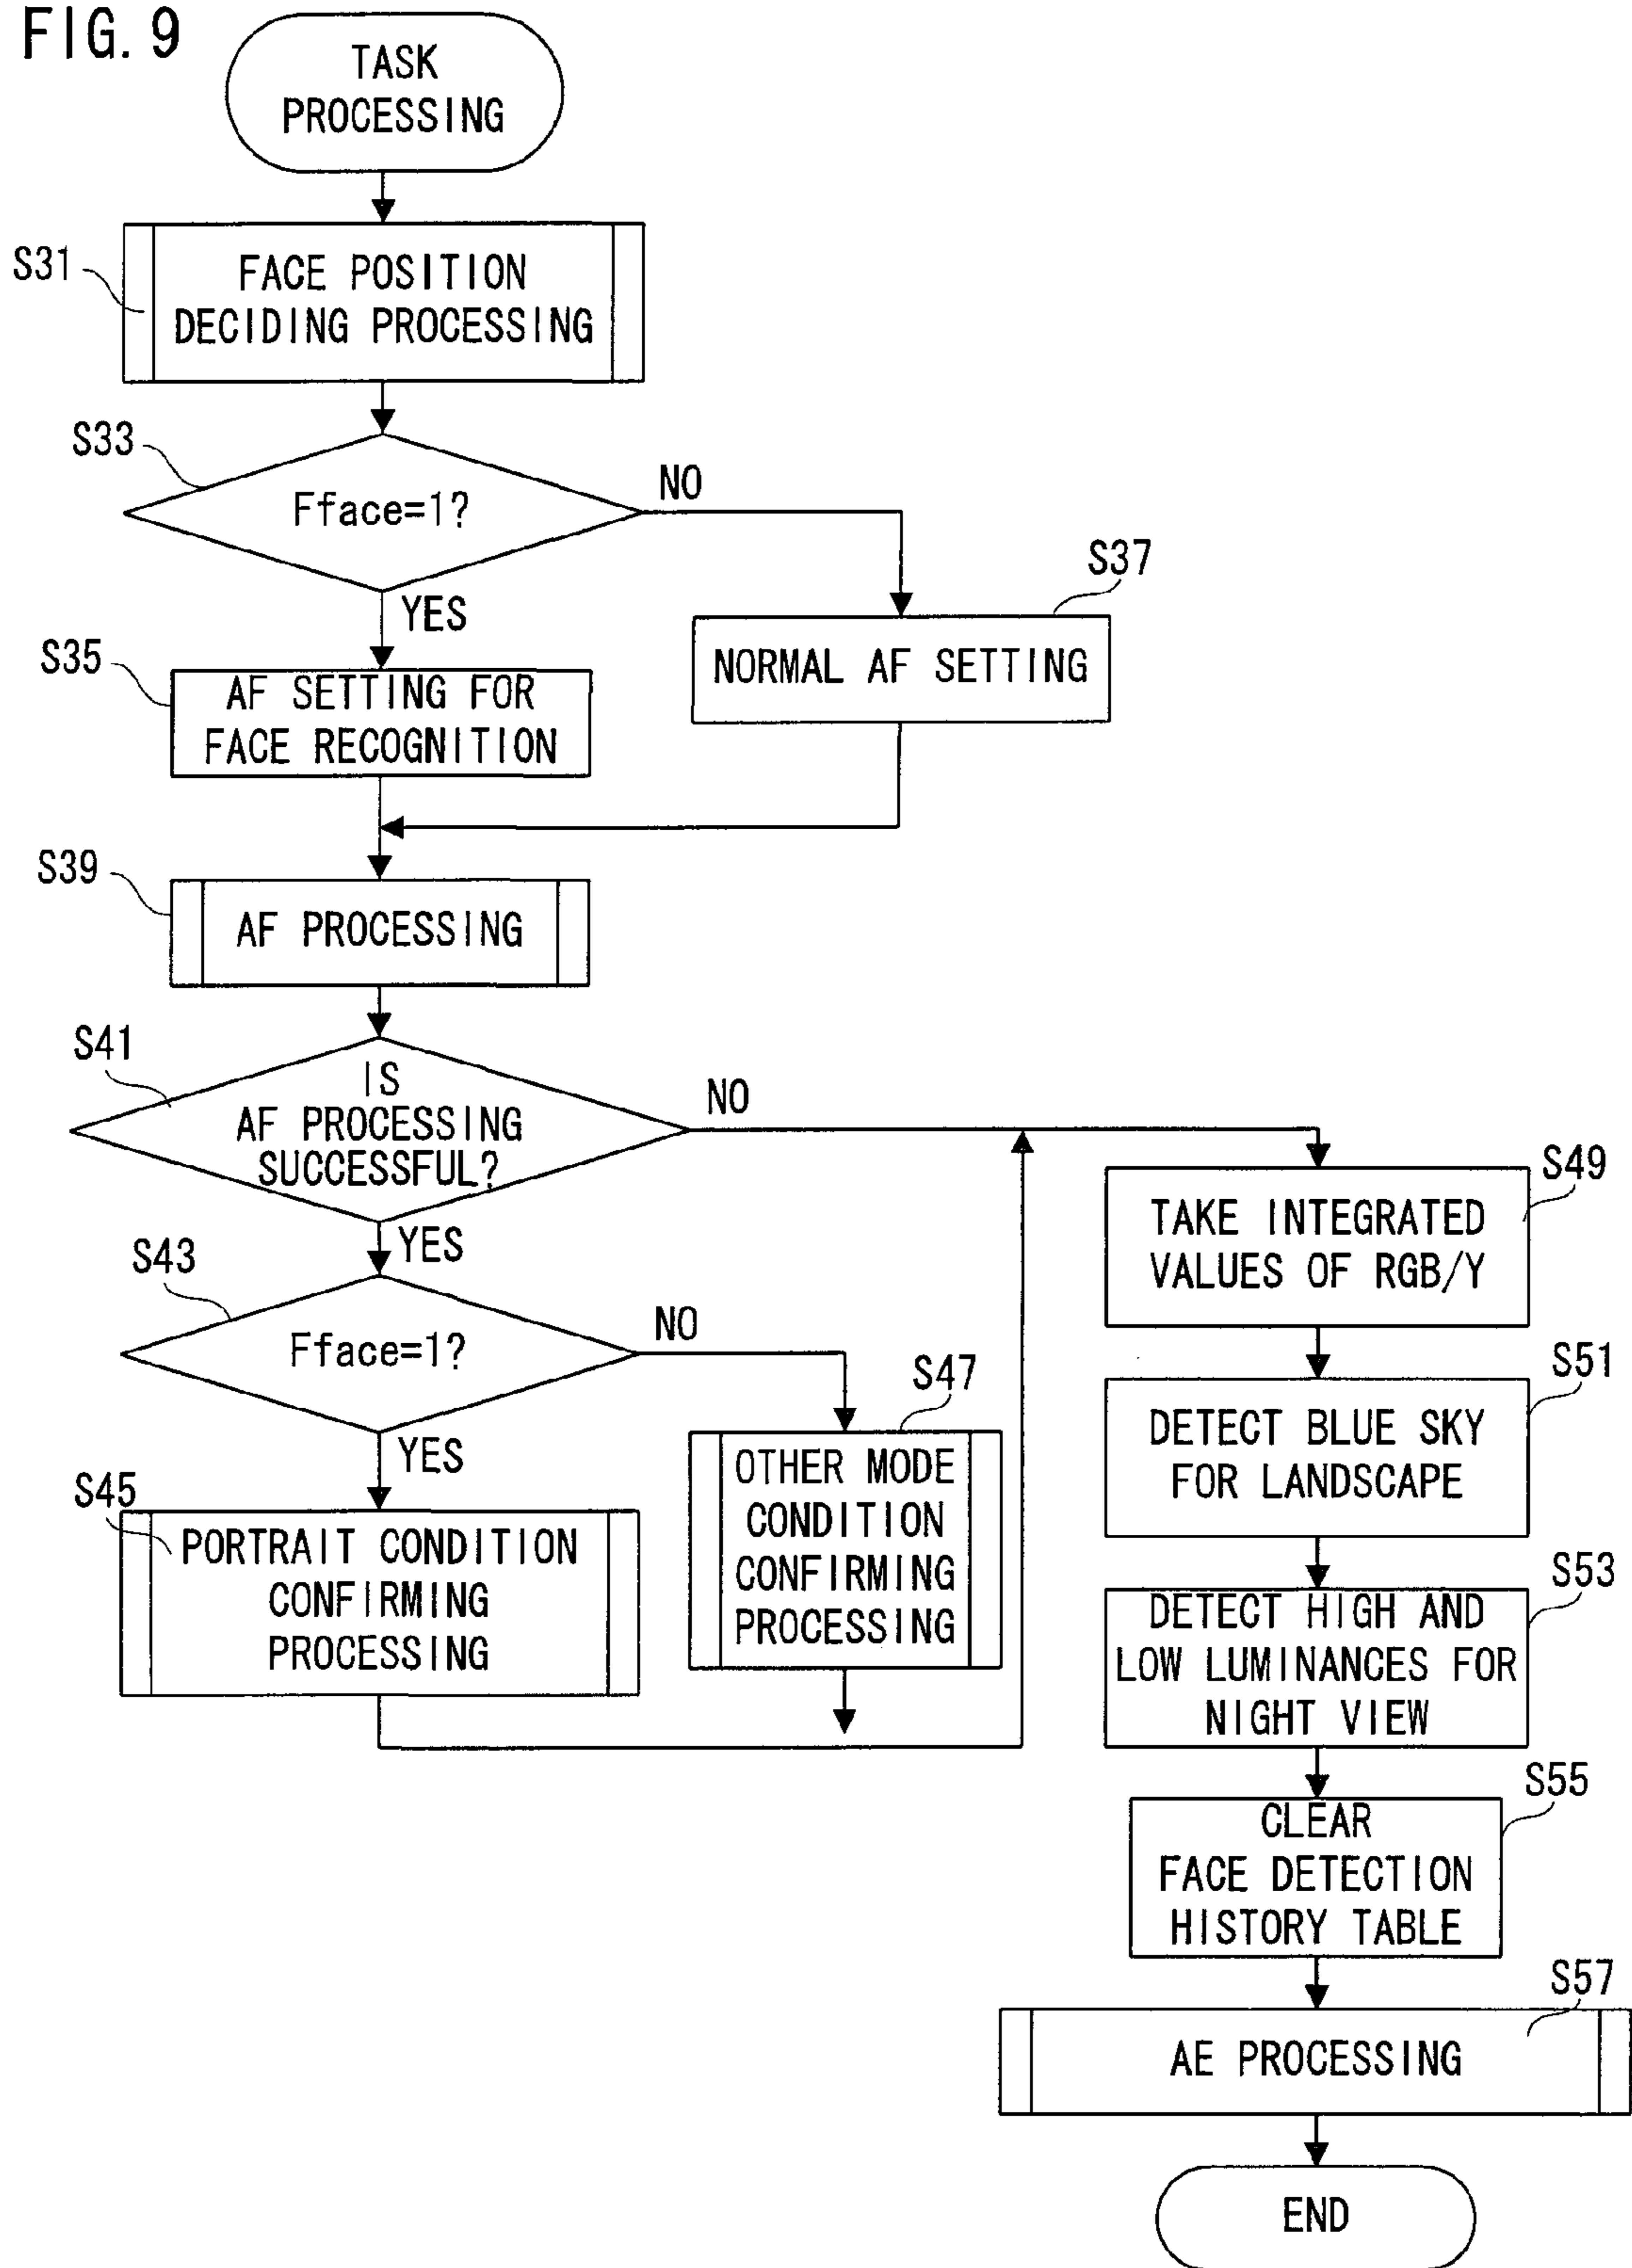 FIG. 9
TASK
PROCESSING
S31
FACE POSITION
DECIDING PROCESSING
S33
Fface=1?
NO
YES
S37
NORMAL AF SETTING
S35
AF SETTING FOR
FACE RECOGNITION
S39
AF PROCESSING
S41
IS
AF PROCESSING
SUCCESSFUL?
NO
YES
S43
Fface=1?
NO
YES
S45
PORTRAIT CONDITION
CONFIRMING
PROCESSING
S47
OTHER MODE
CONDITION
CONFIRMING
PROCESSING
S49
TAKE INTEGRATED
VALUES OF RGB/Y
S51
DETECT BLUE SKY
FOR LANDSCAPE
S53
DETECT HIGH AND
LOW LUMINANCES FOR
NIGHT VIEW
S55
CLEAR
FACE DETECTION
HISTORY TABLE
S57
AE PROCESSING
END